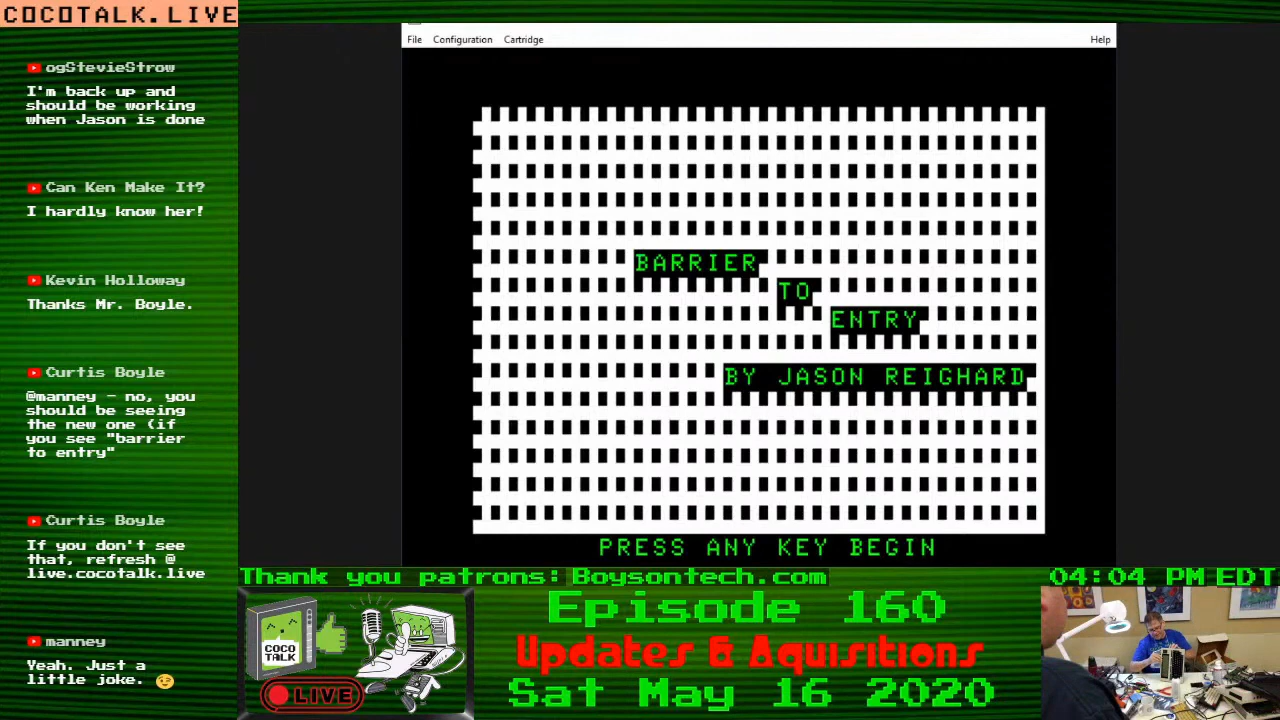 COCOTALK.LIVE
ogStevieStrow
I'm back up and
should be working
when Jason is done
Can Ken Make It?
I hardly know her!
Kevin Holloway
Thanks Mr. Boyle.
Curtis Boyle
@manney - no, you
should be seeing
the new one (if
you see "barrier
to entry"
Curtis Boyle
If you don't see
that, refresh @
live.cocotalk.live
manney
Yeah. Just a
little joke. 😉
File Configuration Cartridge Help
BARRIER
TO
ENTRY
BY JASON REIGHARD
PRESS ANY KEY BEGIN
Thank you patrons: Boysontech.com 04:04 PM EDT
COCO
TALK
LIVE
Episode 160
Updates & Aquisitions
Sat May 16 2020